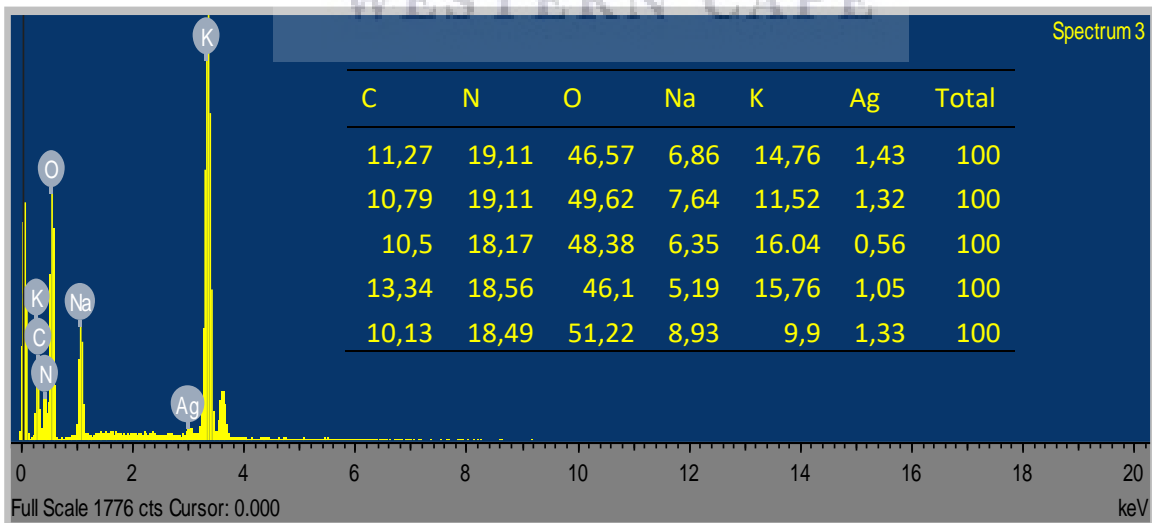 WESTERN CAPE
Spectrum 3
K
O
K
Na
C
N
Ag
C N O Na K Ag Total
11,27 19,11 46,57 6,86 14,76 1,43 100
10,79 19,11 49,62 7,64 11,52 1,32 100
10,5 18,17 48,38 6,35 16.04 0,56 100
13,34 18,56 46,1 5,19 15,76 1,05 100
10,13 18,49 51,22 8,93 9,9 1,33 100
0 2 4 6 8 10 12 14 16 18 20
Full Scale 1776 cts Cursor: 0.000 keV